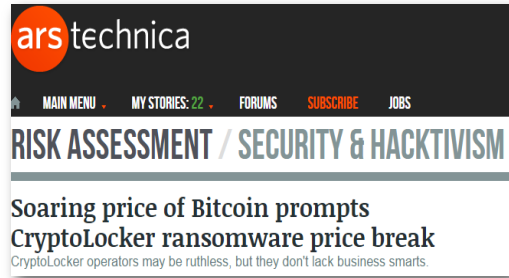 ars technica
MAIN MENU MY STORIES: 22 FORUMS SUBSCRIBE JOBS
RISK ASSESSMENT / SECURITY & HACKTIVISM
Soaring price of Bitcoin prompts
CryptoLocker ransomware price break
CryptoLocker operators may be ruthless, but they don't lack business smarts.